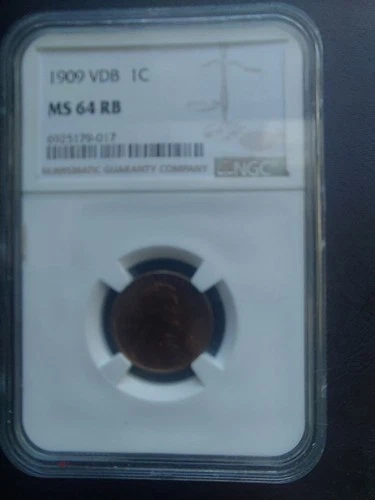 1909 VDB 1C
MS 64 RB
6925179-017
NUMISMATIC GUARANTY COMPANY
NGC